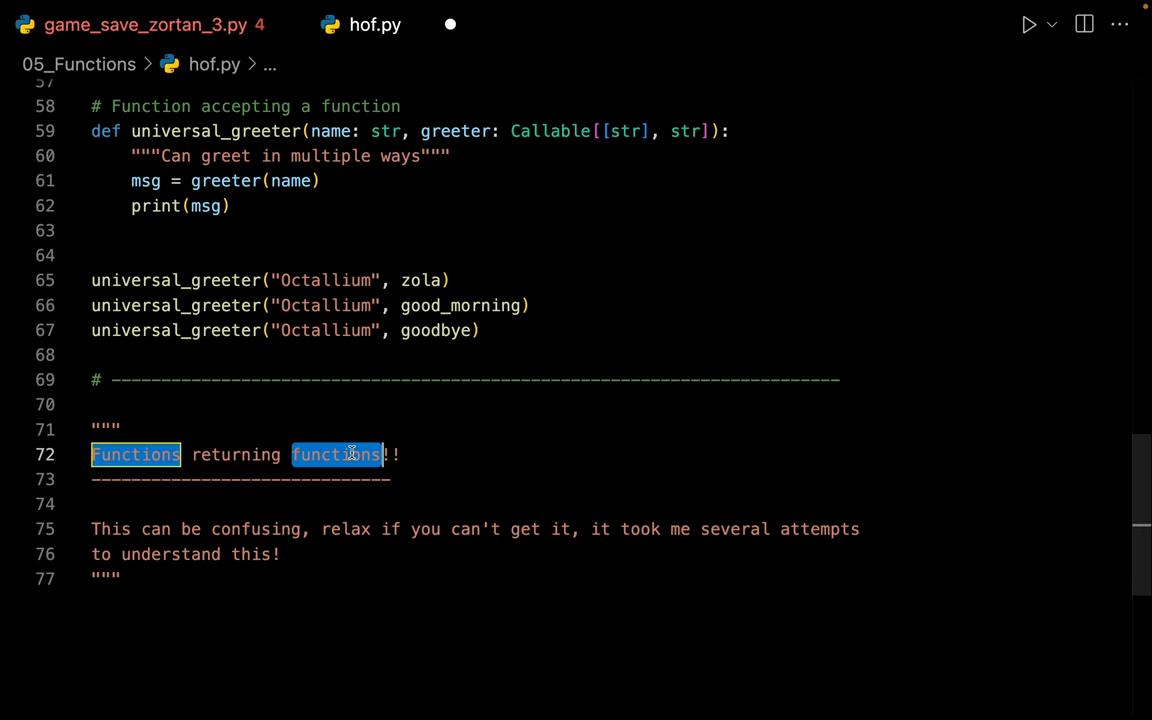 game_save_zortan_3.py 4 hof.py
05_Functions > hof.py > ...
57
58 # Function accepting a function
59 def universal_greeter(name: str, greeter: Callable[[str], str]):
60 """Can greet in multiple ways"""
61 msg = greeter(name)
62 print(msg)
63
64
65 universal_greeter("Octallium", zola)
66 universal_greeter("Octallium", good_morning)
67 universal_greeter("Octallium", goodbye)
68
69 # -------------------------------------------------------------------------
70
71 """
72 Functions returning functions!!
73 ------------------------------
74
75 This can be confusing, relax if you can't get it, it took me several attempts
76 to understand this!
77 """